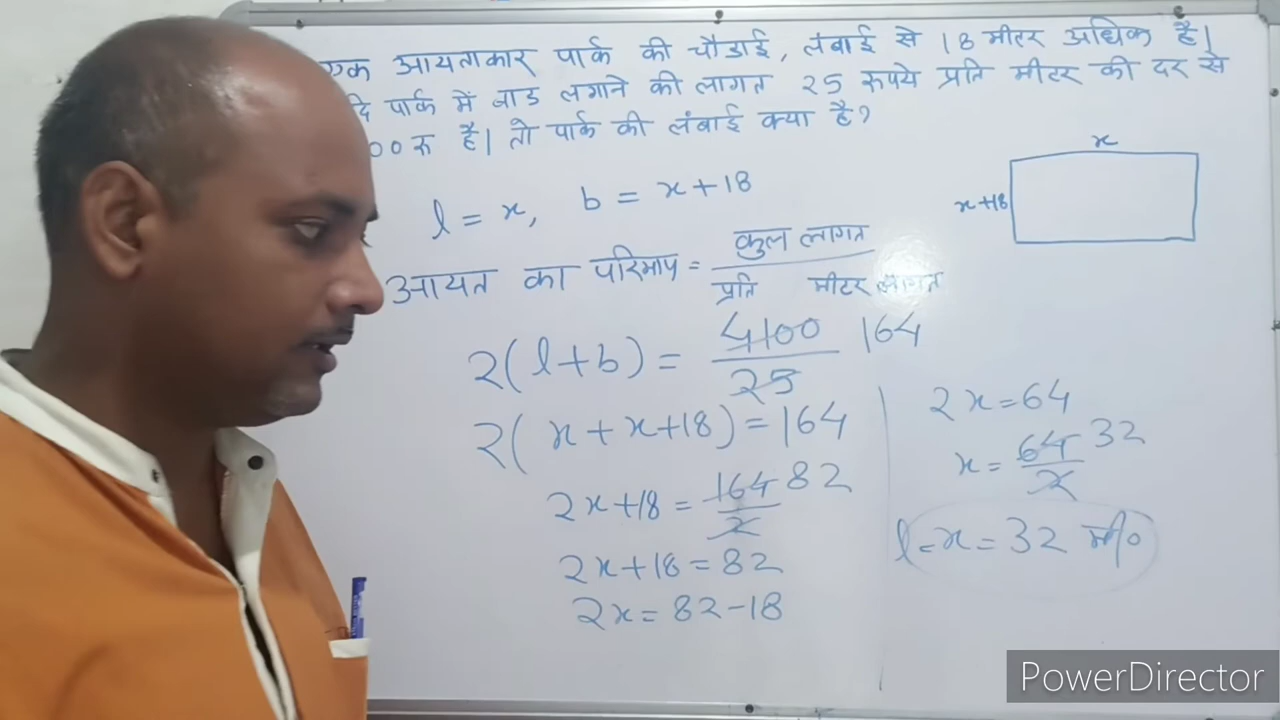 एक आयताकार पार्क की चौडाई, लंबाई से 18 मीटर अधिक है।
पार्क में बाड लगाने की लागत 25 रूपये प्रति मीटर की दर से
00 रु है। तो पार्क की लंबाई क्या है?
x
x+18
l = x, b = x+18
आयत का परिमाप = कुल लागत / प्रति मीटर लागत
2(l+b) = 4100/25 164
2(x+x+18) = 164
2x+18 = 164/2 82
2x+18 = 82
2x = 82-18
2x = 64
x = 64/2 32
l = x = 32 मी०
PowerDirector